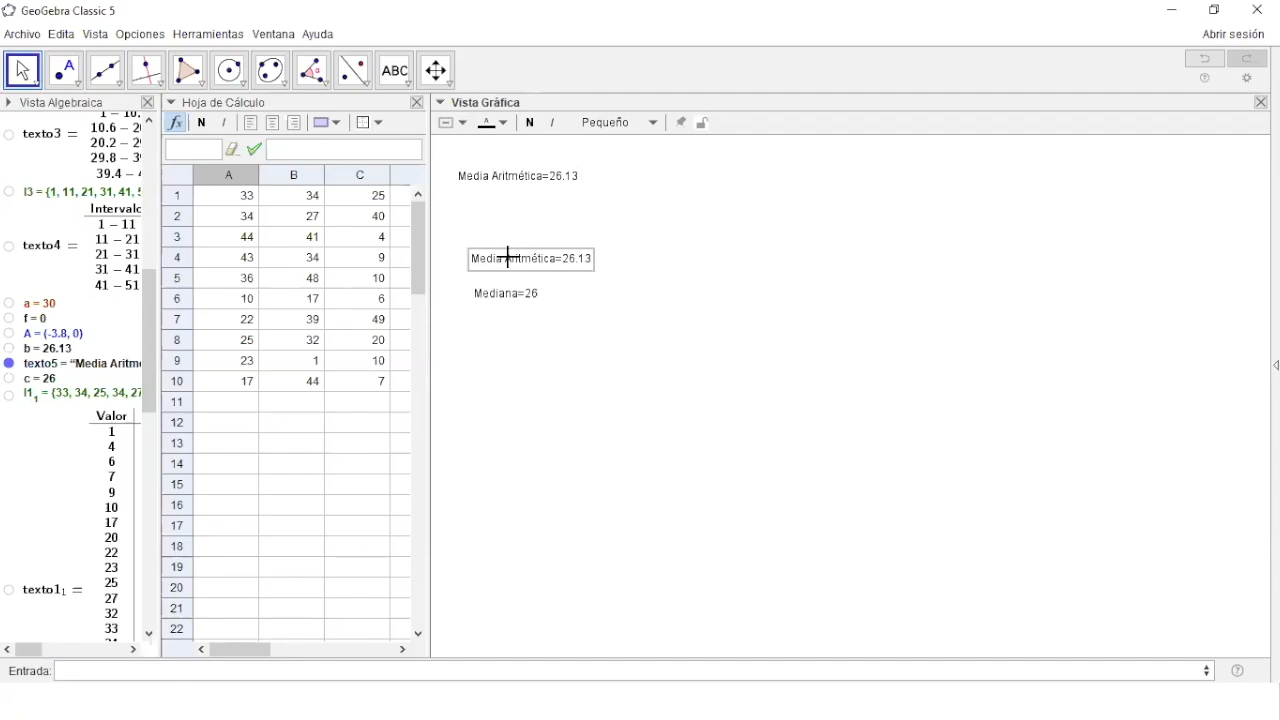 GeoGebra Classic 5
Archivo Edita Vista Opciones Herramientas Ventana Ayuda
Abrir sesión
A
ABC
Vista Algebraica
Hoja de Cálculo
Vista Gráfica
N I
A N I Pequeño
texto3 =
10.6 – 20
20.2 – 29
29.8 – 39
39.4 –
l3 = {1, 11, 21, 31, 41, 5
Intervalo
1 – 11
11 – 21
texto4 =
21 – 31
31 – 41
41 – 51
a = 30
f = 0
A = (-3.8, 0)
b = 26.13
texto5 = "Media Aritm
c = 26
l1₁ = {33, 34, 25, 34, 27
Valor
1
4
6
7
9
10
17
20
22
23
25
texto1₁ =
27
32
33
A B C
1 33 34 25
2 34 27 40
3 44 41 4
4 43 34 9
5 36 48 10
6 10 17 6
7 22 39 49
8 25 32 20
9 23 1 10
10 17 44 7
11
12
13
14
15
16
17
18
19
20
21
22
Media Aritmética=26.13
Media Aritmética=26.13
Mediana=26
Entrada: